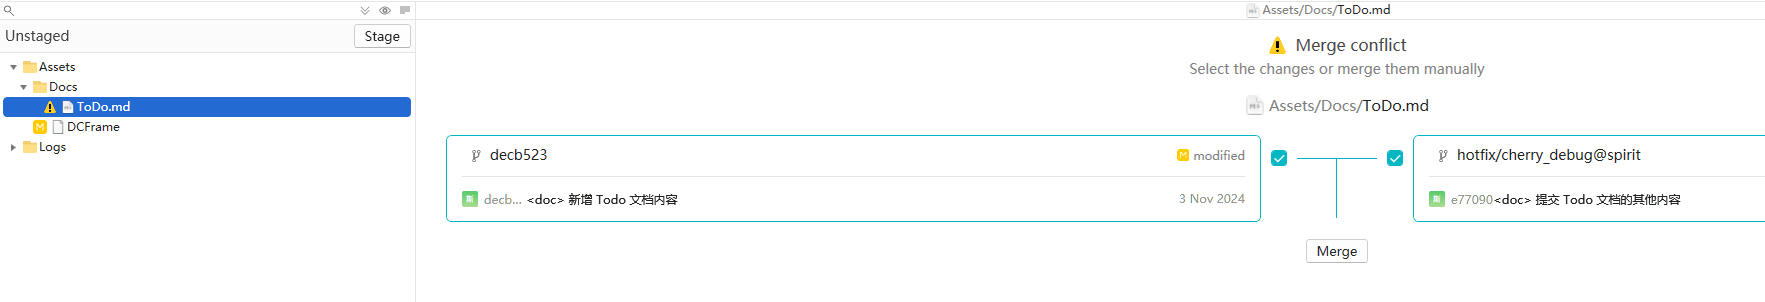 Assets/Docs/ToDo.md
Unstaged
Stage
Assets
Docs
ToDo.md
M DCFrame
Logs
Merge conflict
Select the changes or merge them manually
Assets/Docs/ToDo.md
decb523
M modified
斯 decb... <doc> 新增 Todo 文档内容
3 Nov 2024
hotfix/cherry_debug@spirit
斯 e77090 <doc> 提交 Todo 文档的其他内容
Merge